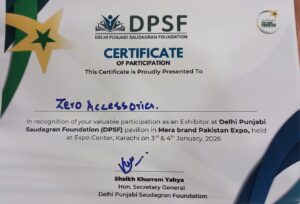 DPSF
DELHI PUNJABI SAUDAGRAN FOUNDATION
CERTIFICATE
OF PARTICIPATION
This Certificate is Proudly Presented To
Zero Accessories.
In recognition of your valuable participation as an Exhibitor at Delhi Punjabi
Saudagran Foundation (DPSF) pavilion in Mera brand Pakistan Expo, held
at Expo Center, Karachi on 3rd & 4th January, 2026
Shaikh Khurram Yahya
Hon. Secretary General
Delhi Punjabi Saudagran Foundation